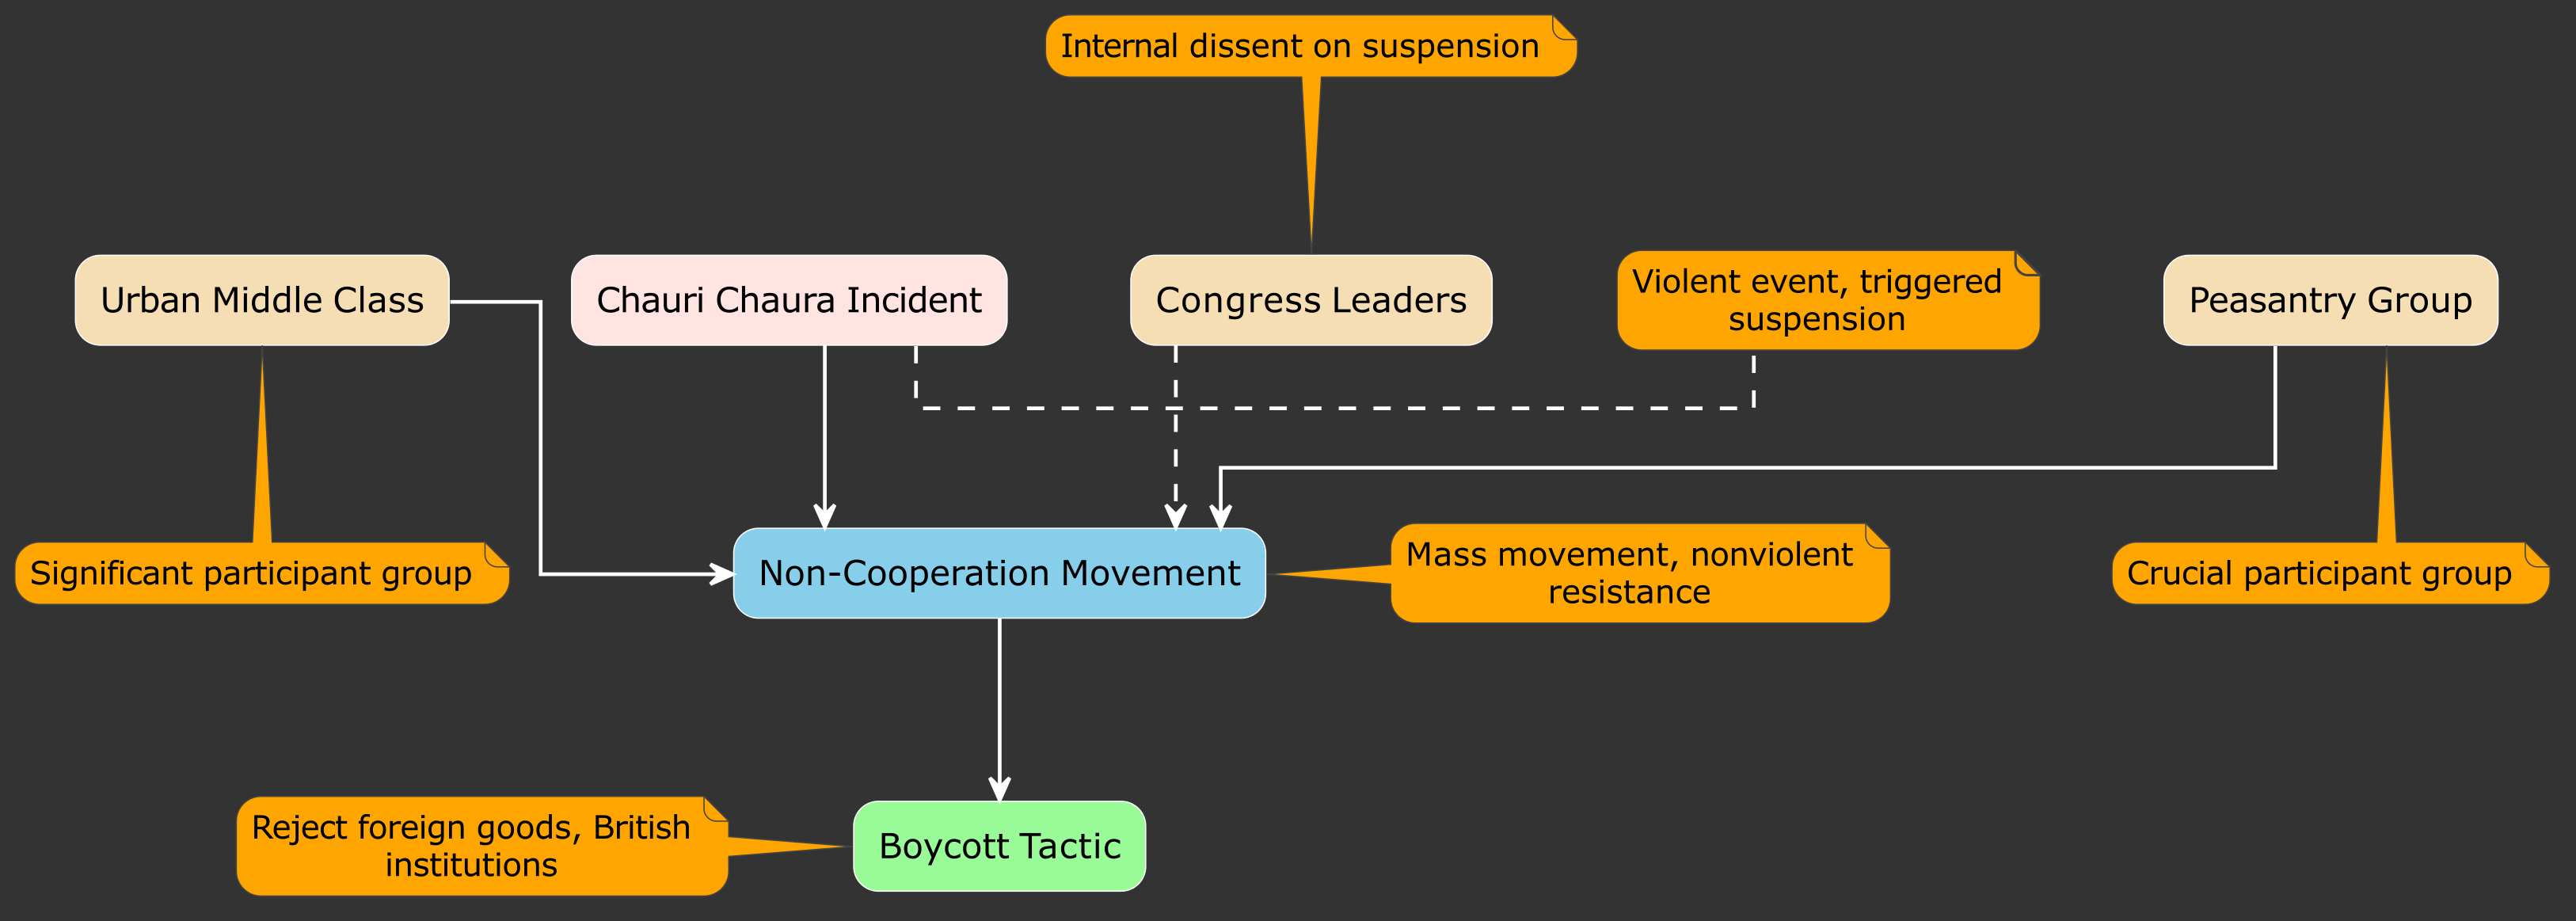 Internal dissent on suspension
Urban Middle Class
Chauri Chaura Incident
Congress Leaders
Violent event, triggered
suspension
Peasantry Group
Significant participant group
Non-Cooperation Movement
Mass movement, nonviolent
resistance
Crucial participant group
Reject foreign goods, British
institutions
Boycott Tactic